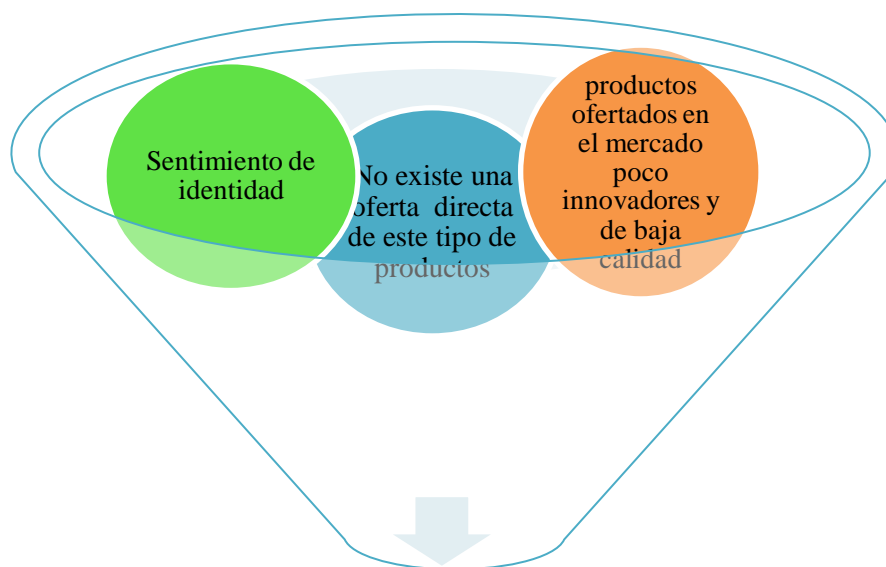 Sentimiento de
identidad
No existe una
oferta directa
de este tipo de
productos
productos
ofertados en
el mercado
poco
innovadores y
de baja
calidad